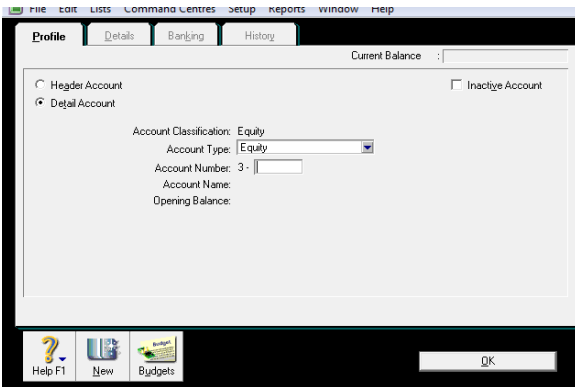 File Edit Lists Command Centres Setup Reports Window Help
Profile Details Banking History
Current Balance :
Header Account Inactive Account
Detail Account
Account Classification: Equity
Account Type: Equity
Account Number: 3 -
Account Name:
Opening Balance:
Budget
Help F1 New Budgets OK